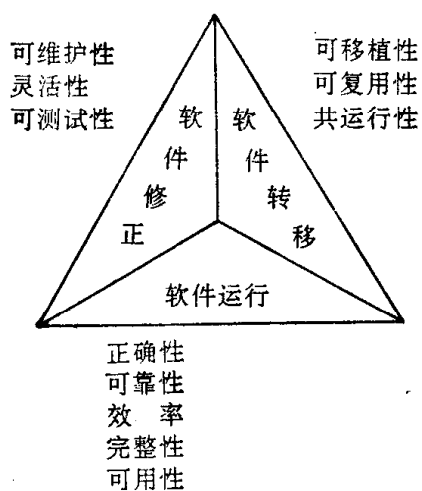 可维护性
灵活性
可测试性
可移植性
可复用性
共运行性
软件修正
软件转移
软件运行
正确性
可靠性
效 率
完整性
可用性